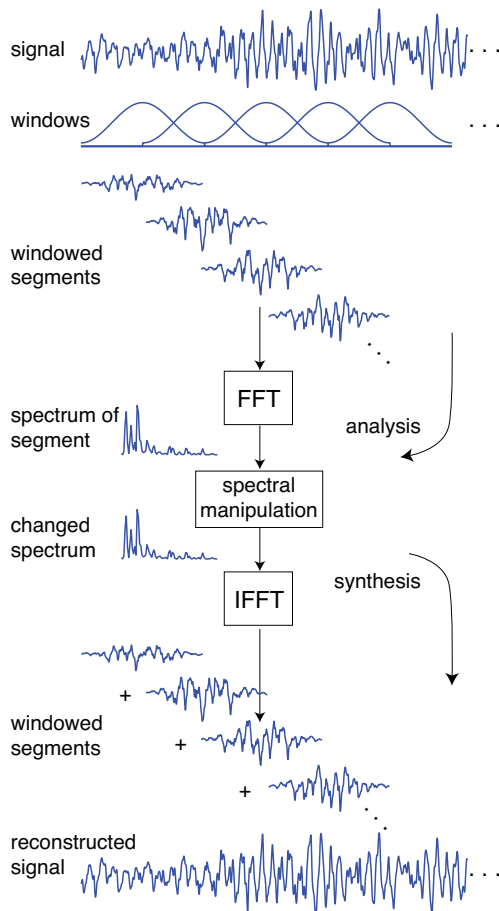 signal
. . .
windows
. . .
windowed
segments
. . .
FFT
spectrum of
segment
analysis
spectral
manipulation
changed
spectrum
synthesis
IFFT
+
windowed
segments
+
+
. . .
reconstructed
signal
. . .